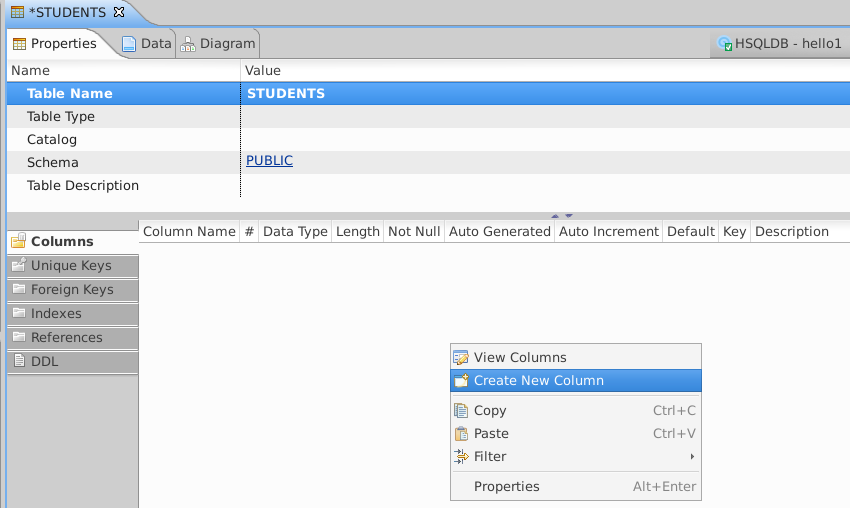 *STUDENTS
Properties Data Diagram HSQLDB - hello1
Name Value
Table Name STUDENTS
Table Type
Catalog
Schema PUBLIC
Table Description
Column Name # Data Type Length Not Null Auto Generated Auto Increment Default Key Description
Columns
Unique Keys
Foreign Keys
Indexes
References
DDL
View Columns
Create New Column
Copy Ctrl+C
Paste Ctrl+V
Filter
Properties Alt+Enter